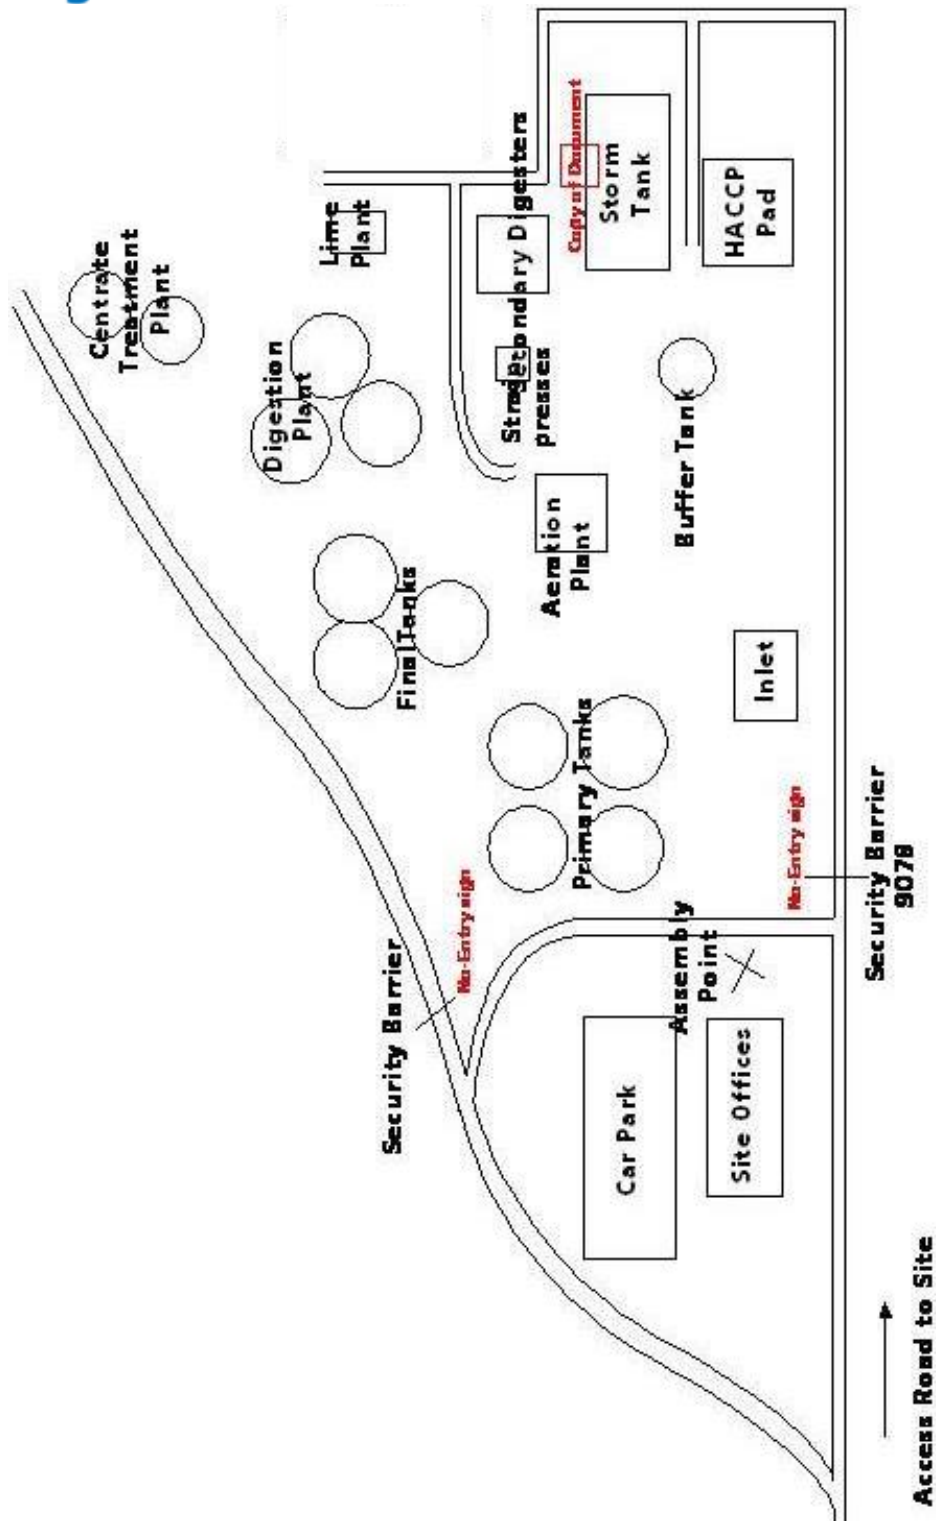 Centrate
Treatment
Plant
Lime
Plant
Digestion
Plant
Secondary Digesters
Copy of Document
Storm
Tank
HACCP
Pad
presses
Buffer Tank
Aeration
Plant
Final Tanks
Primary Tanks
Inlet
No-Entry sign
Security Barrier
9078
No-Entry sign
Security Barrier
Assembly
Point
Car Park
Site Offices
Access Road to Site